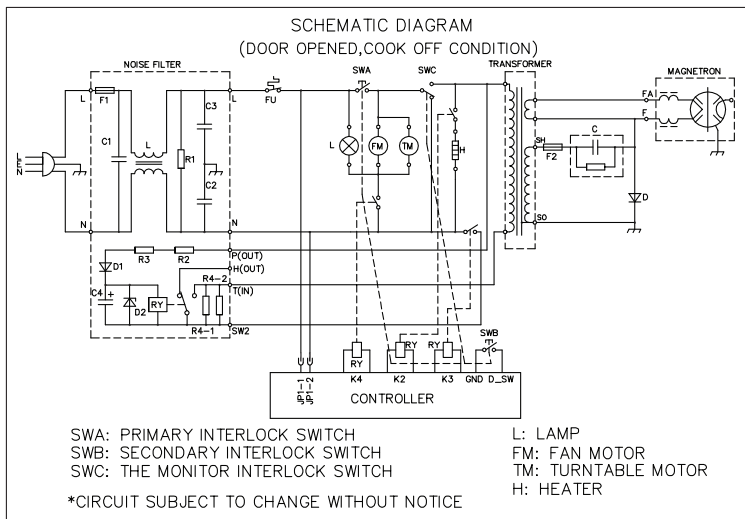 SCHEMATIC DIAGRAM
(DOOR OPENED,COOK OFF CONDITION)
NOISE FILTER
SWA
SWC
TRANSFORMER
MAGNETRON
L
F1
C3
L
FU
FA
F
L
C1
R1
L
FM
TM
H
SH
F2
C
C2
D
N
N
SO
R3
R2
P(OUT)
H(OUT)
D1
R4-2
T(IN)
C4
+
D2
RY
R4-1
SW2
SWB
RY
RY
RY
JP1-1
JP1-2
K4
K2
K3
GND
D_SW
CONTROLLER
SWA: PRIMARY INTERLOCK SWITCH
SWB: SECONDARY INTERLOCK SWITCH
SWC: THE MONITOR INTERLOCK SWITCH
L: LAMP
FM: FAN MOTOR
TM: TURNTABLE MOTOR
H: HEATER
*CIRCUIT SUBJECT TO CHANGE WITHOUT NOTICE